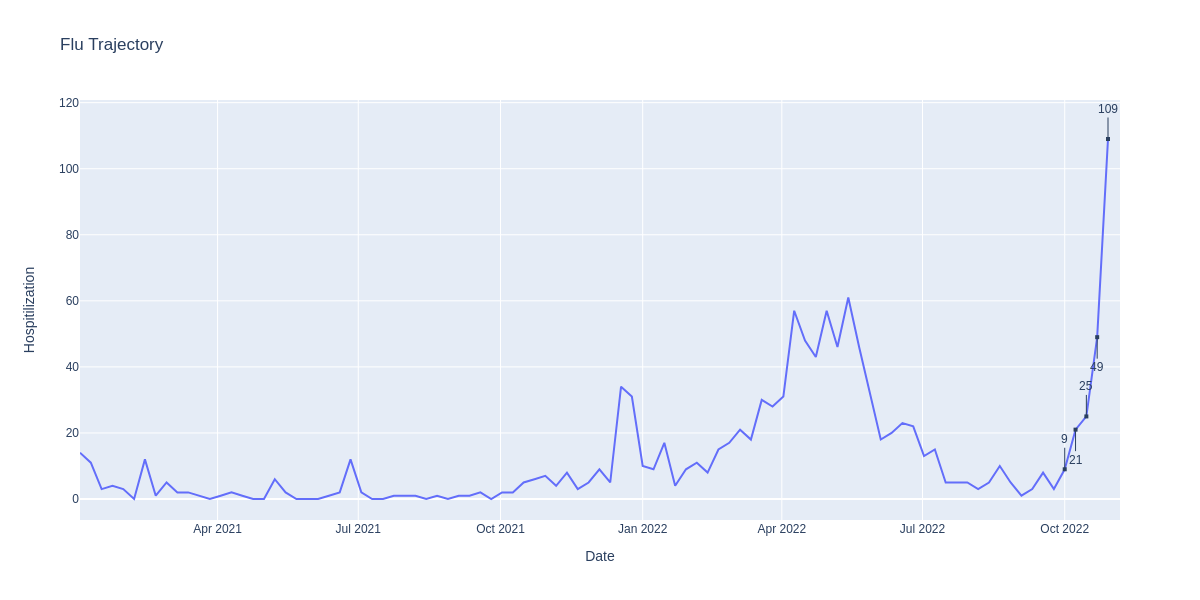 Flu Trajectory
120
100
80
60
40
20
0
Hospitilization
109
49
25
9
21
Apr 2021
Jul 2021
Oct 2021
Jan 2022
Apr 2022
Jul 2022
Oct 2022
Date